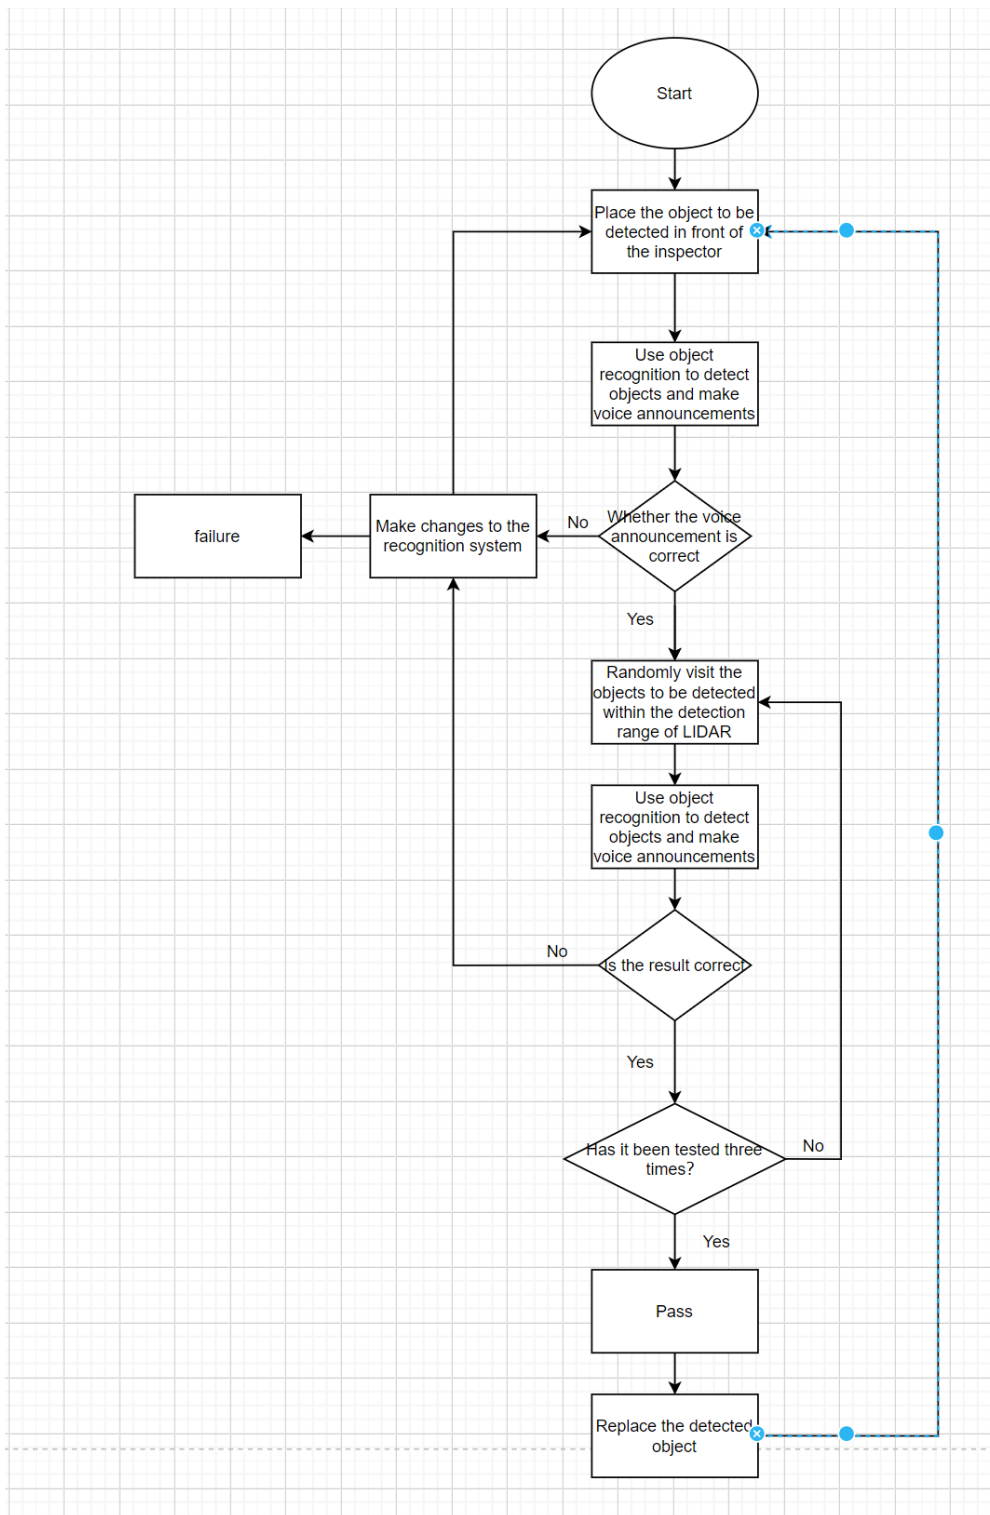 Start
Place the object to be
detected in front of
the inspector
Use object
recognition to detect
objects and make
voice announcements
Whether the voice
announcement is
correct
No
Make changes to the
recognition system
failure
Yes
Randomly visit the
objects to be detected
within the detection
range of LIDAR
Use object
recognition to detect
objects and make
voice announcements
Is the result correct
No
Yes
Has it been tested three
times?
No
Yes
Pass
Replace the detected
object